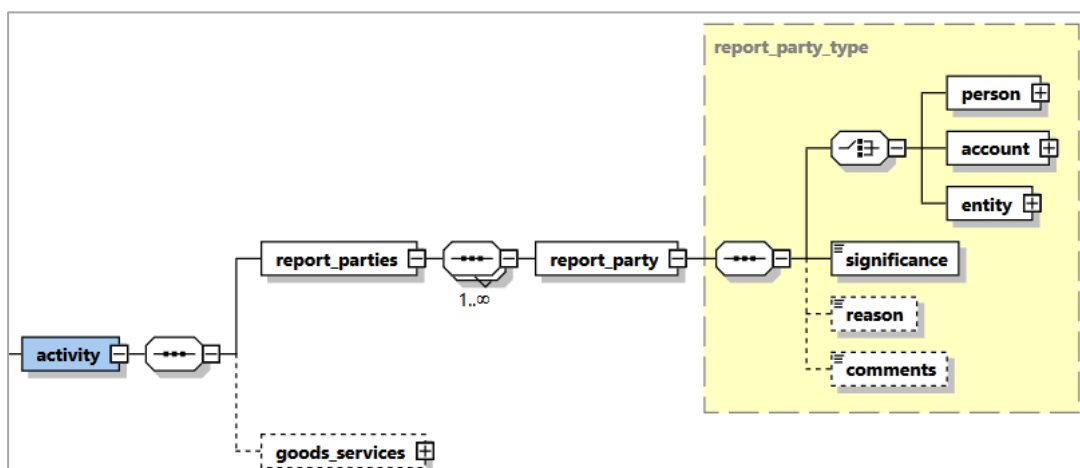 report_party_type
person
account
entity
report_parties
report_party
significance
1..∞
reason
activity
comments
goods_services